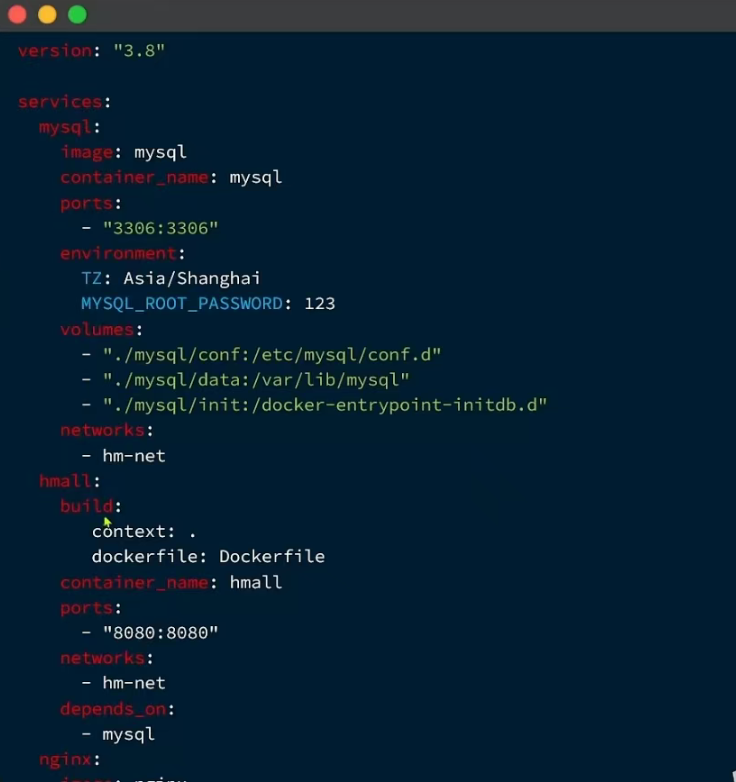 version: "3.8"

services:
  mysql:
    image: mysql
    container_name: mysql
    ports:
      - "3306:3306"
    environment:
      TZ: Asia/Shanghai
      MYSQL_ROOT_PASSWORD: 123
    volumes:
      - "./mysql/conf:/etc/mysql/conf.d"
      - "./mysql/data:/var/lib/mysql"
      - "./mysql/init:/docker-entrypoint-initdb.d"
    networks:
      - hm-net
  hmall:
    build:
       context: .
       dockerfile: Dockerfile
    container_name: hmall
    ports:
      - "8080:8080"
    networks:
      - hm-net
    depends_on:
      - mysql
  nginx:
    image: nginx